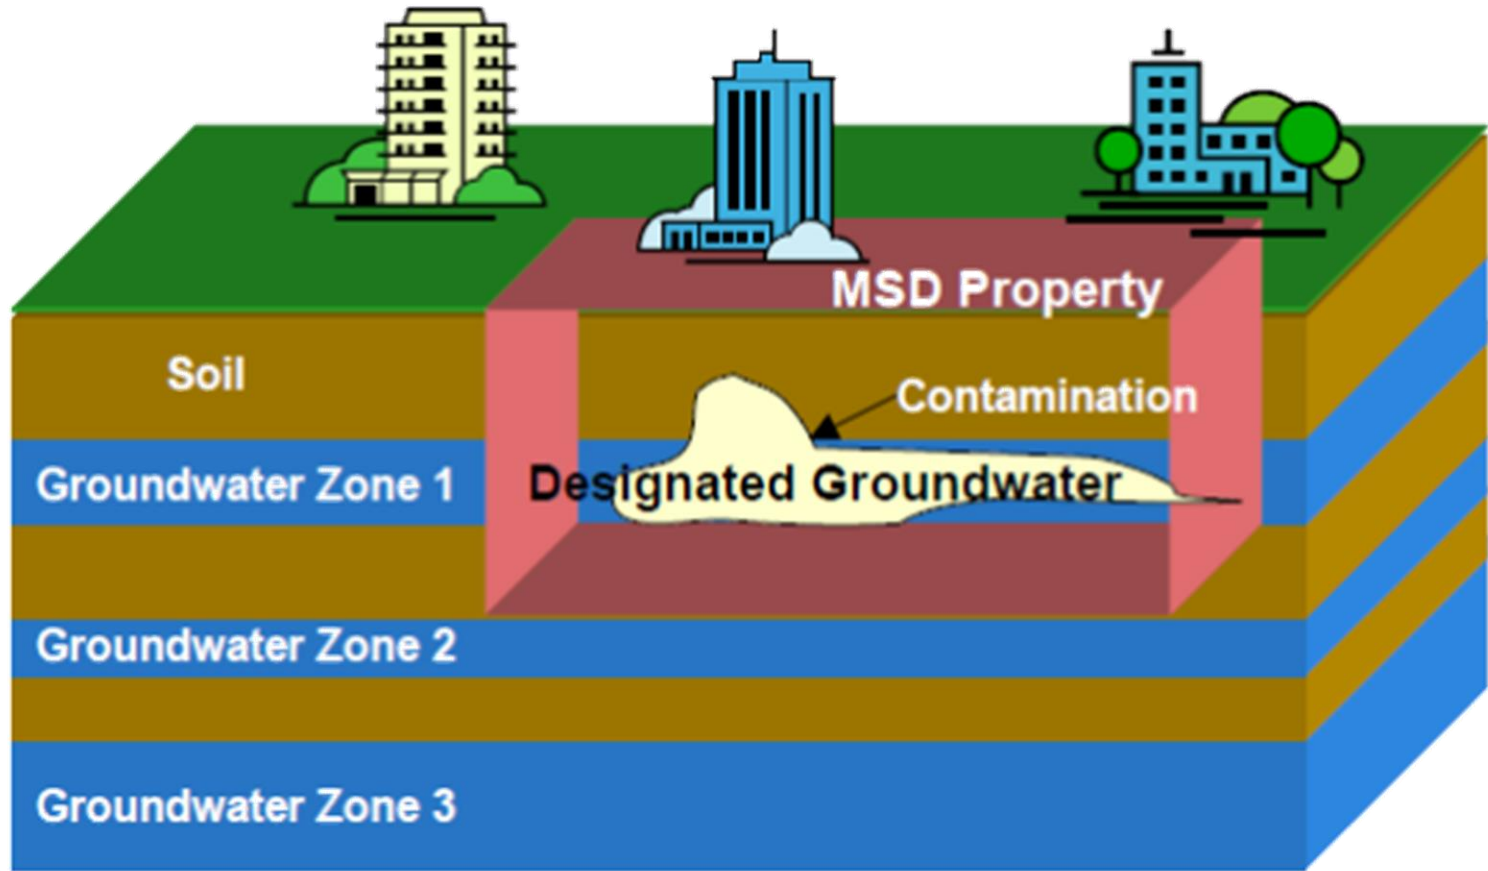 MSD Property
Soil
Contamination
Groundwater Zone 1
Designated Groundwater
Groundwater Zone 2
Groundwater Zone 3